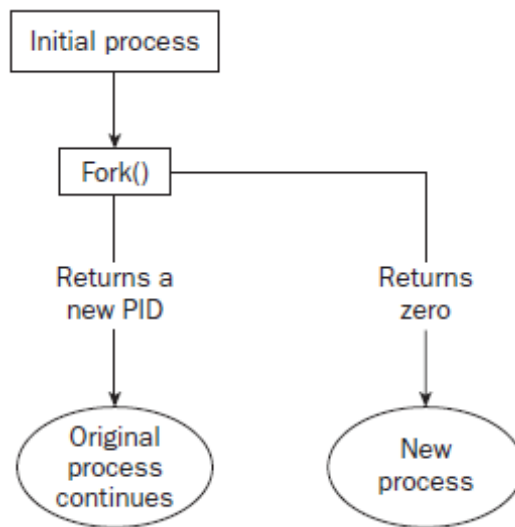 Initial process
Fork()
Returns a
new PID
Returns
zero
Original
process
continues
New
process